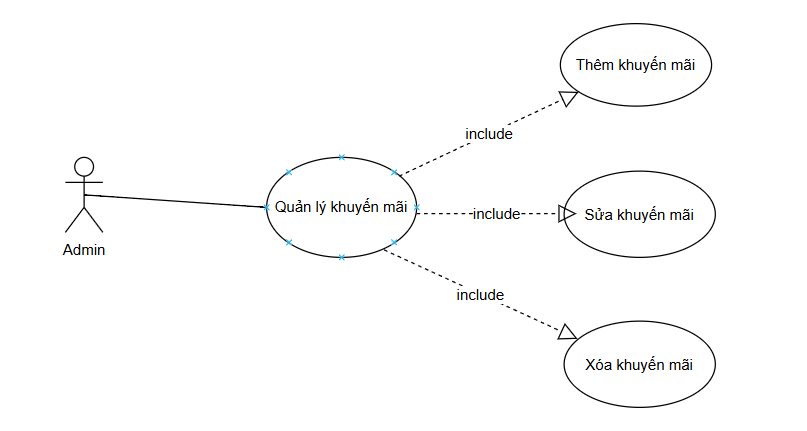 Thêm khuyến mãi
include
Quản lý khuyến mãi
include
Sửa khuyến mãi
Admin
include
Xóa khuyến mãi